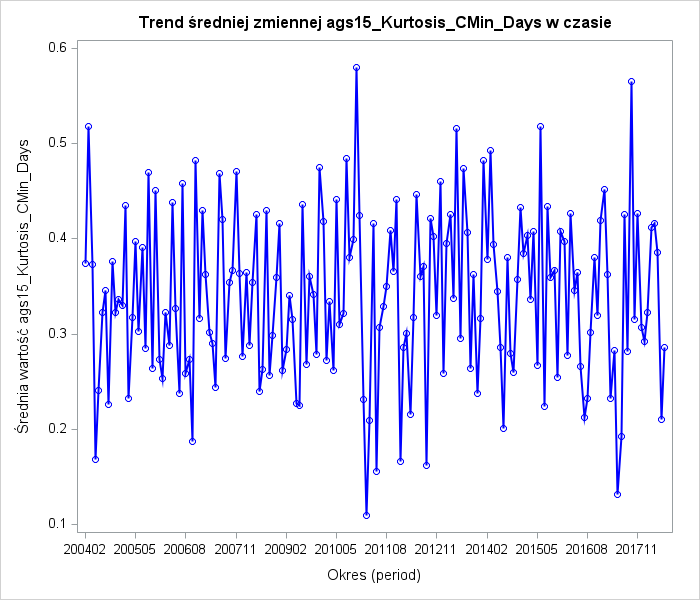 Trend średniej zmiennej ags15_Kurtosis_CMin_Days w czasie
Średnia wartość ags15_Kurtosis_CMin_Days
0.6
0.5
0.4
0.3
0.2
0.1
200402 200505 200608 200711 200902 201005 201108 201211 201402 201505 201608 201711
Okres (period)